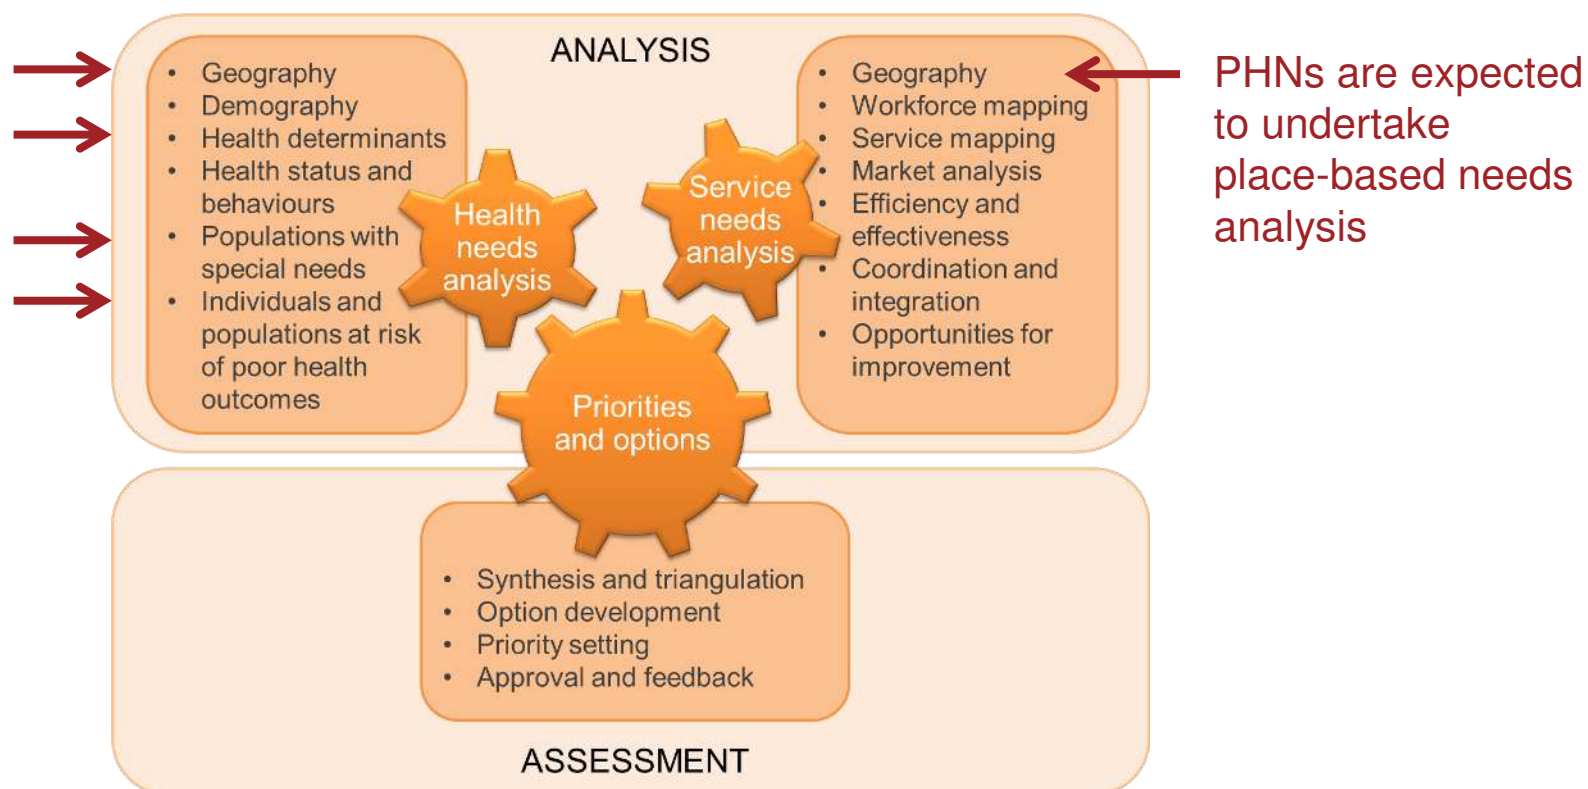 ANALYSIS
• Geography
• Demography
• Health determinants
• Health status and
behaviours
• Populations with
special needs
• Individuals and
populations at risk
of poor health
outcomes
Health
needs
analysis
Service
needs
analysis
• Geography
• Workforce mapping
• Service mapping
• Market analysis
• Efficiency and
effectiveness
• Coordination and
integration
• Opportunities for
improvement
PHNs are expected
to undertake
place-based needs
analysis
Priorities
and options
• Synthesis and triangulation
• Option development
• Priority setting
• Approval and feedback
ASSESSMENT